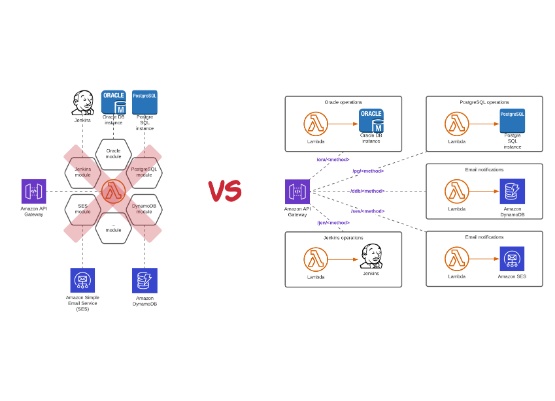 ORACLE
PostgreSQL
Jenkins
Oracle DB
instance
Postgre
SQL
instance
Oracle
module
Jenkins
module
PostgreSQL
module
SES
module
DynamoDB
module
module
Amazon API
Gateway
Amazon Simple
Email Service
(SES)
Amazon
DynamoDB
VS
Oracle operations
Lambda
ORACLE
Oracle DB
instance
PostgreSQL operations
Lambda
PostgreSQL
Postgre
SQL
instance
/ora/<method>
/pg/<method>
Email notifications
Lambda
Amazon
DynamoDB
/ddb/<method>
Amazon API
Gateway
/ses/<method>
/jen/<method>
Jenkins operations
Lambda
Jenkins
Email notifications
Lambda
Amazon SES